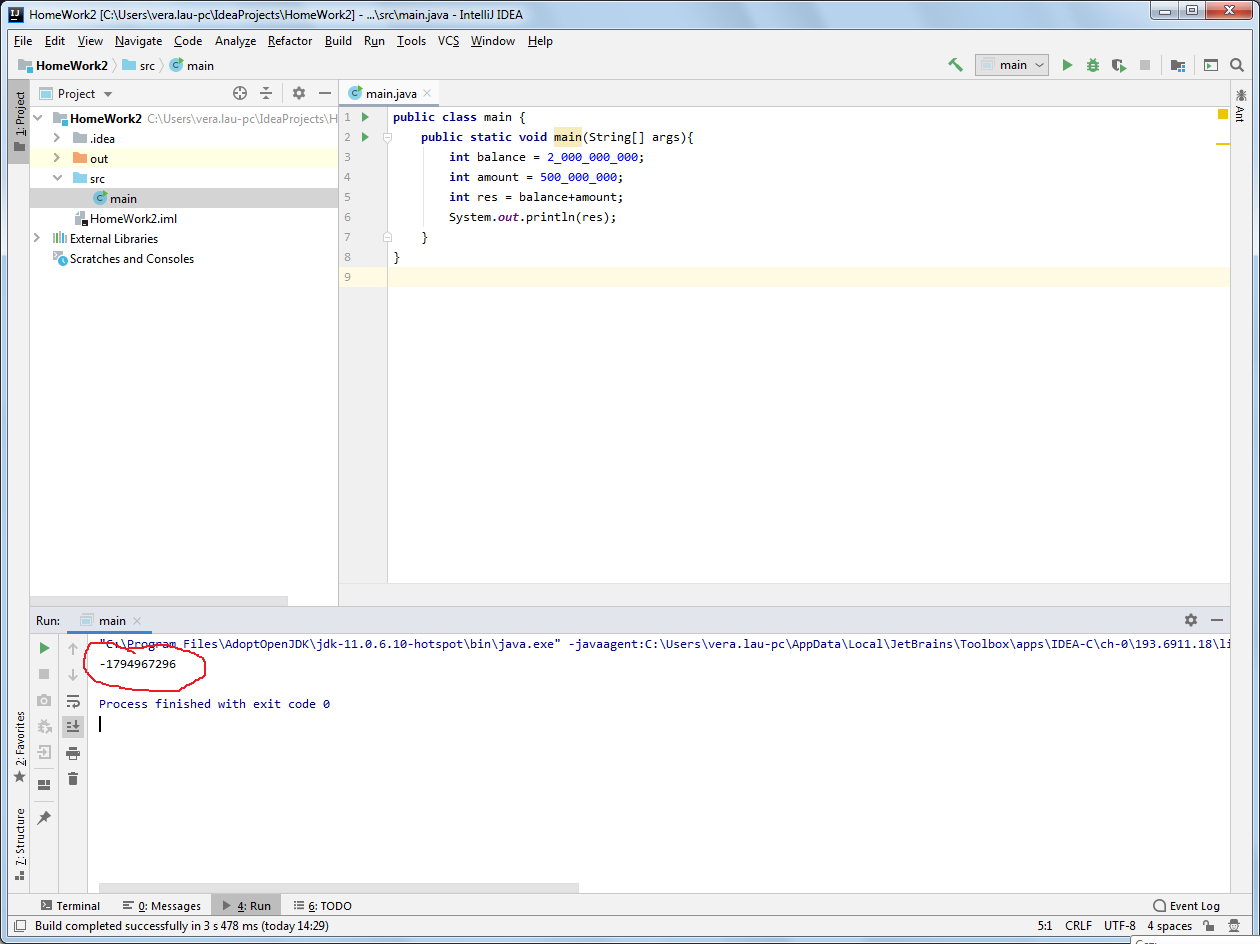 HomeWork2 [C:\Users\vera.lau-pc\IdeaProjects\HomeWork2] - ...\src\main.java - IntelliJ IDEA
File Edit View Navigate Code Analyze Refactor Build Run Tools VCS Window Help
HomeWork2 src main main
1: Project
Project
main.java
Ant
HomeWork2 C:\Users\vera.lau-pc\IdeaProjects\H
.idea
out
src
main
HomeWork2.iml
External Libraries
Scratches and Consoles
1 public class main {
2 public static void main(String[] args){
3 int balance = 2_000_000_000;
4 int amount = 500_000_000;
5 int res = balance+amount;
6 System.out.println(res);
7 }
8 }
9
Run: main
"C:\Program Files\AdoptOpenJDK\jdk-11.0.6.10-hotspot\bin\java.exe" -javaagent:C:\Users\vera.lau-pc\AppData\Local\JetBrains\Toolbox\apps\IDEA-C\ch-0\193.6911.18\li
-1794967296
Process finished with exit code 0
2: Favorites
7: Structure
Terminal 0: Messages 4: Run 6: TODO Event Log
Build completed successfully in 3 s 478 ms (today 14:29) 5:1 CRLF UTF-8 4 spaces